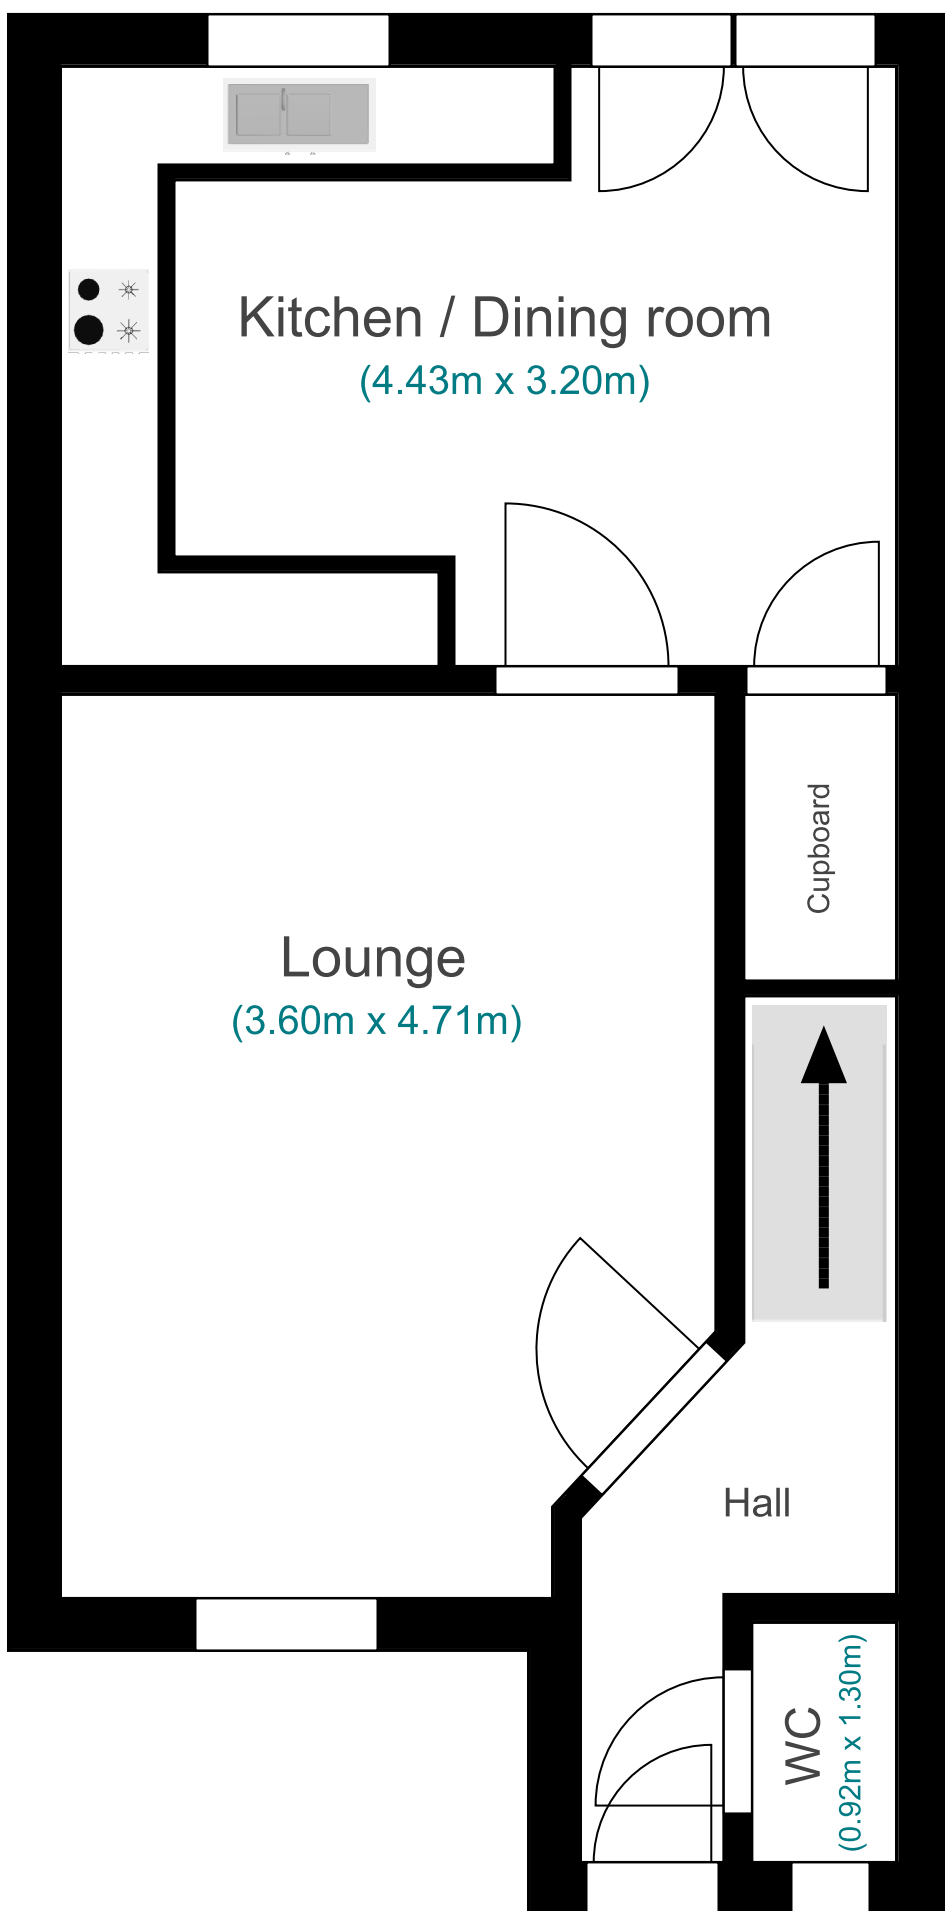 Kitchen / Dining room
(4.43m x 3.20m)
Cupboard
Lounge
(3.60m x 4.71m)
Hall
WC
(0.92m x 1.30m)